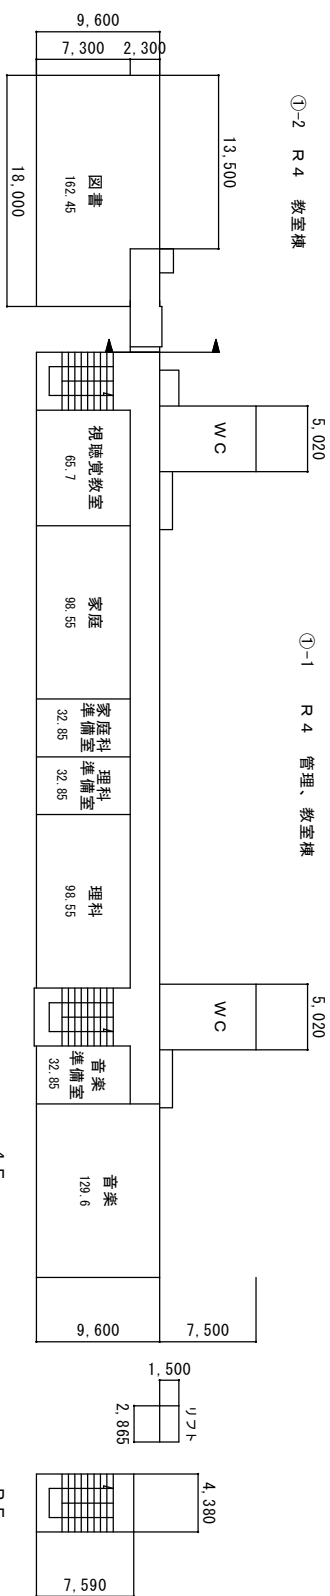 ①-2　Ｒ４　教室棟
①-1　　Ｒ４　管理、教室棟
9,600
7,300
2,300
13,500
18,000
図書
162.45
5,020
ＷＣ
視聴覚教室
65.7
家庭
98.55
家庭科
準備室
32.85
理科
準備室
32.85
理科
98.55
5,020
ＷＣ
音楽
準備室
32.85
音楽
129.6
9,600
7,500
1,500
リフト
2,865
4,380
7,590